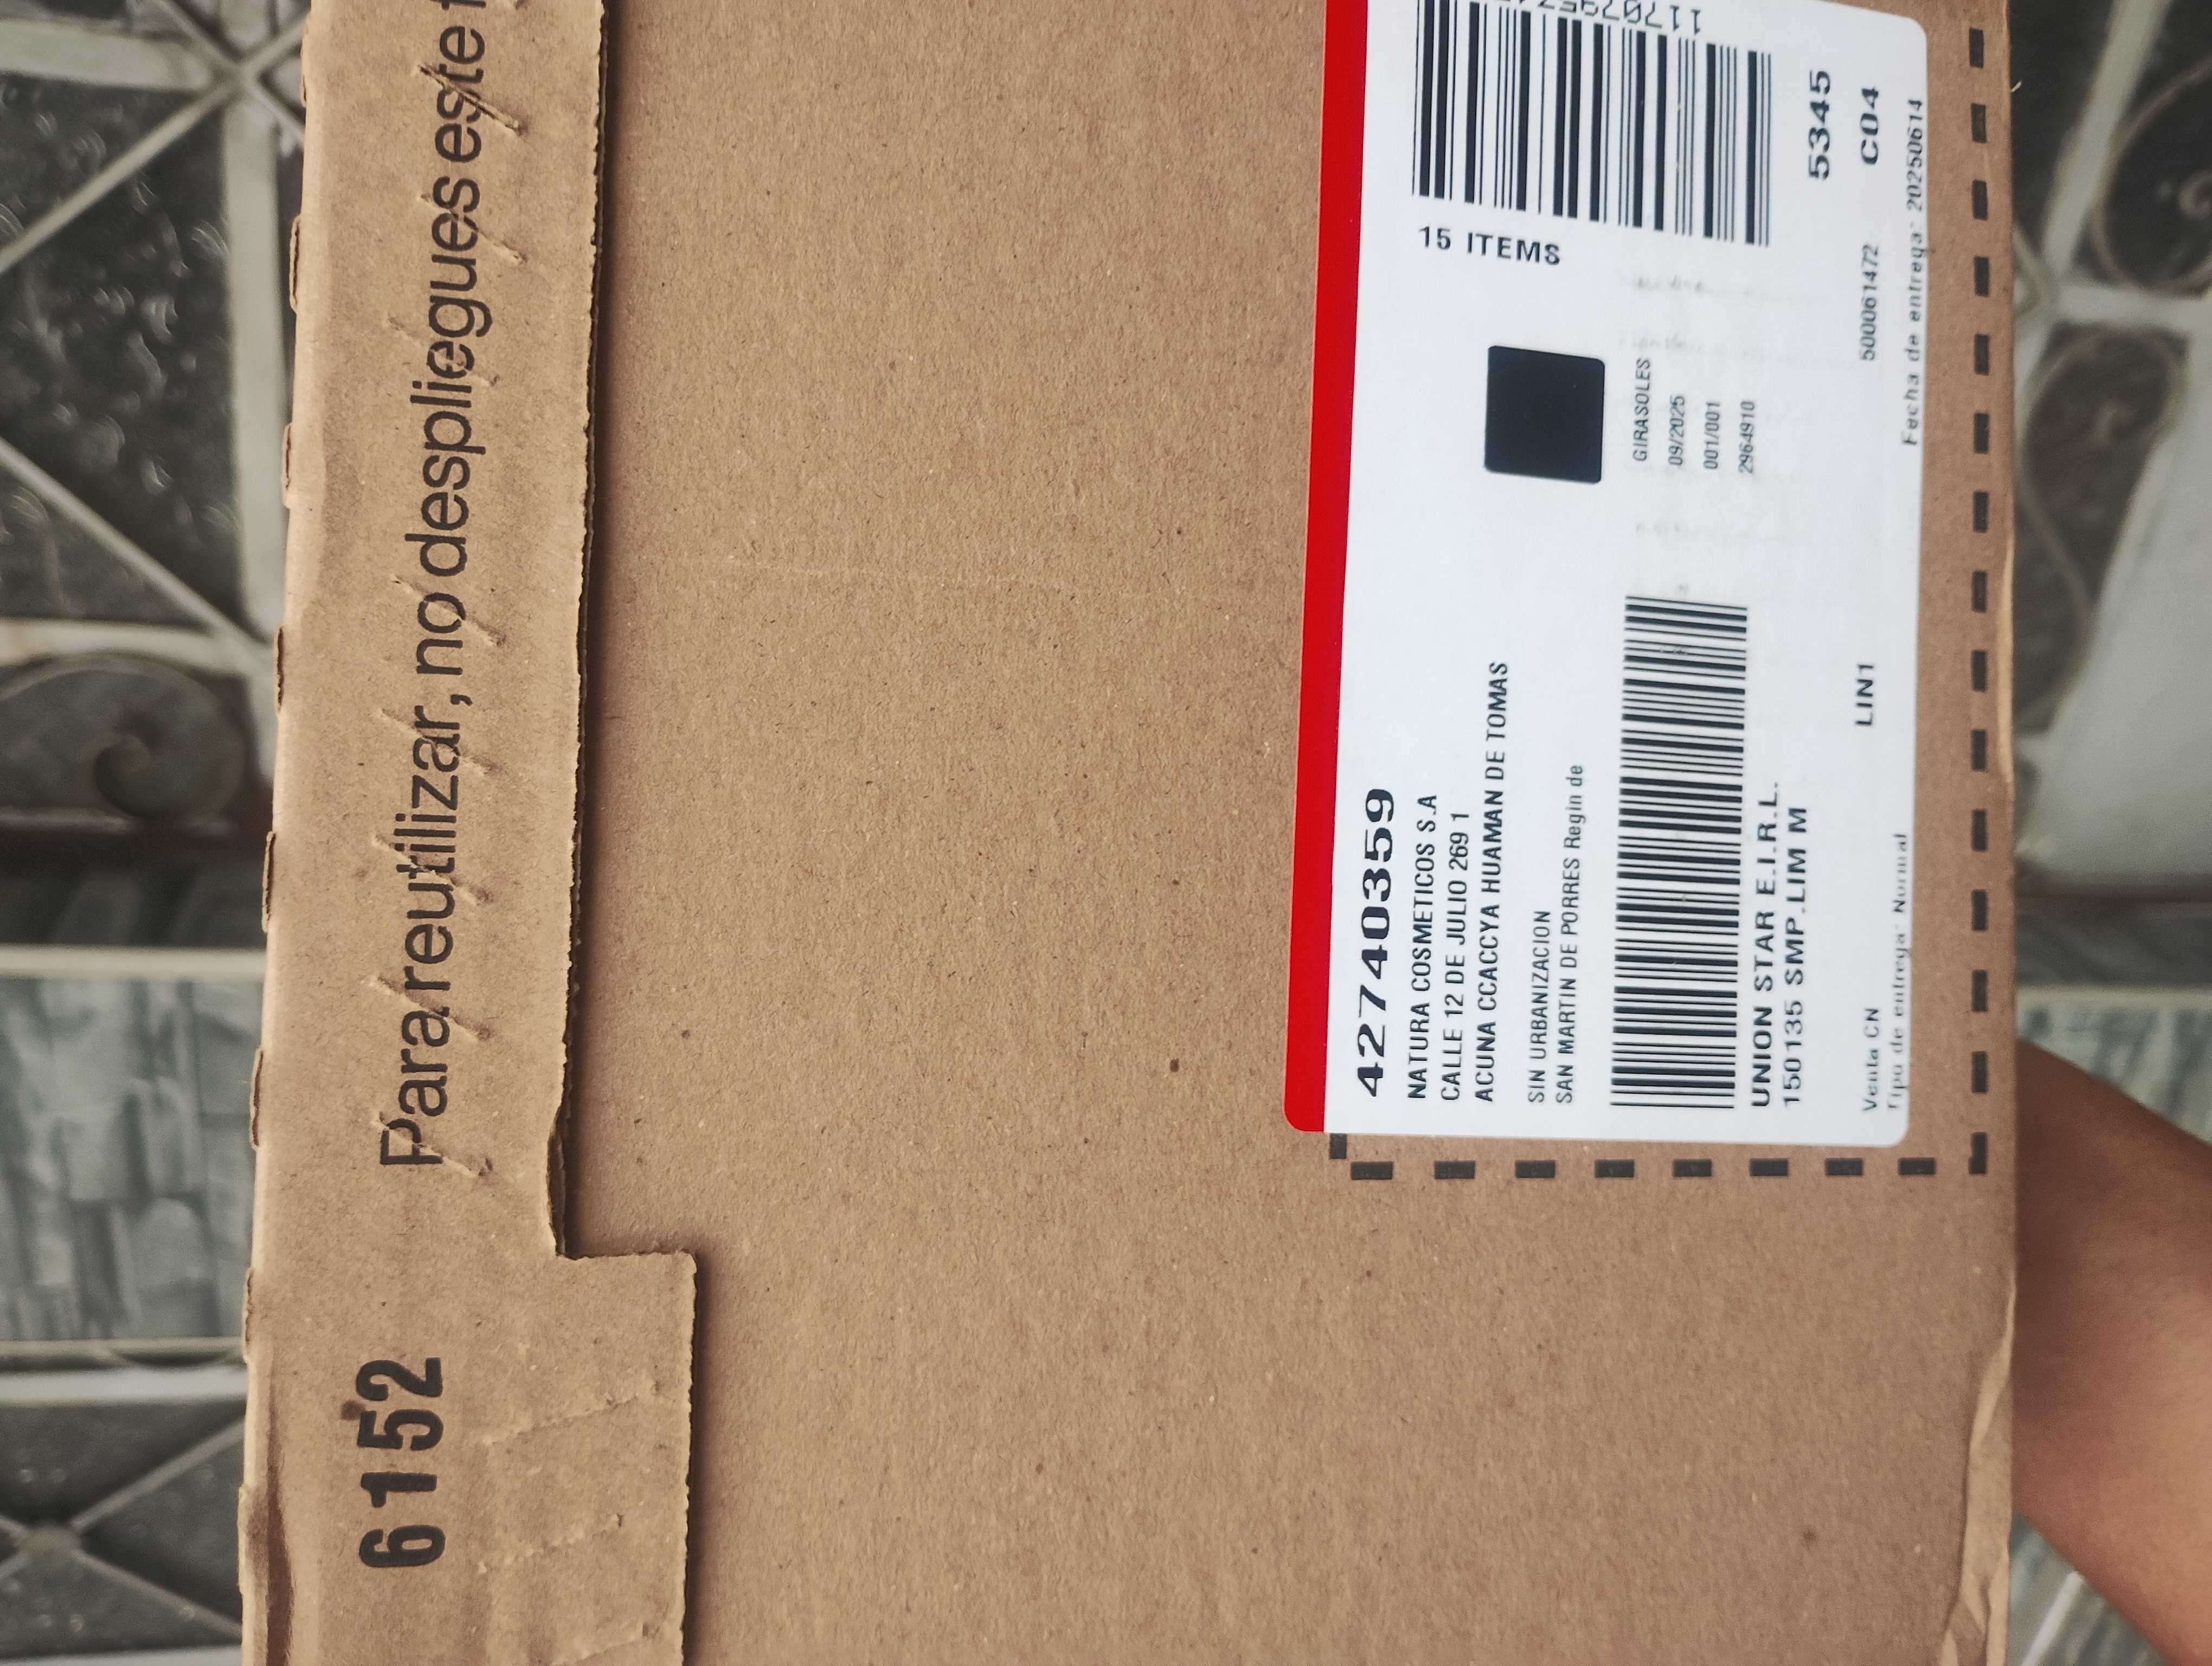 Para reutilizar, no despliegues este
6152
42740359
NATURA COSMETICOS S.A
CALLE 12 DE JULIO 269 1
ACUNA CCACCYA HUAMAN DE TOMAS
SIN URBANIZACION
SAN MARTIN DE PORRES Regin de
UNION STAR E.I.R.L.
150135 SMP.LIM M
Venta CN
LIN1
500061472
C04
Tipo de entrega: Normal
Fecha de entrega: 20250614
15 ITEMS
GIRASOLES
09/2025
001/001
2964910
5345